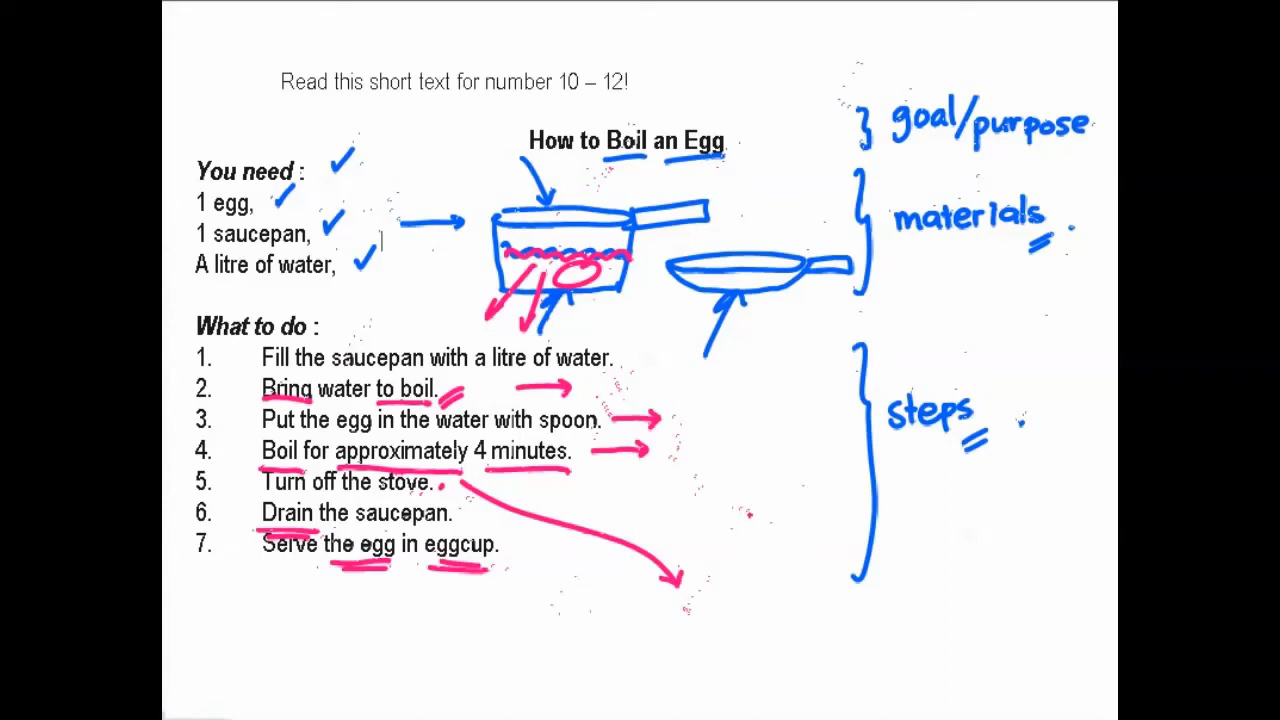 Read this short text for number 10 – 12!
How to Boil an Egg
goal/purpose
You need :
1 egg,
1 saucepan,
A litre of water,
materials
What to do :
1. Fill the saucepan with a litre of water.
2. Bring water to boil.
3. Put the egg in the water with spoon.
4. Boil for approximately 4 minutes.
5. Turn off the stove.
6. Drain the saucepan.
7. Serve the egg in eggcup.
steps